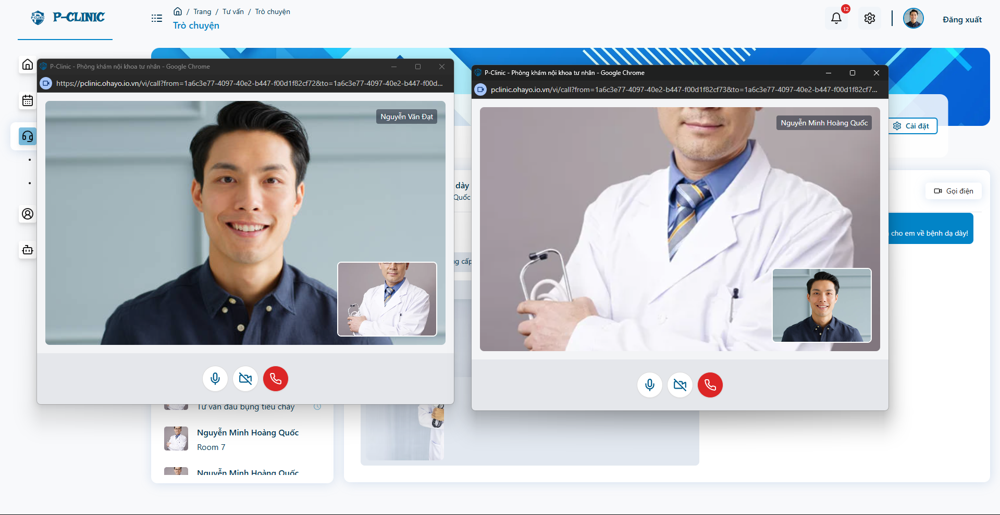 P-CLINIC
P-CLINIC
/ Trang / Tư vấn / Trò chuyện
Trò chuyện
12
Đăng xuất
P-Clinic - Phòng khám nội khoa tư nhân - Google Chrome
https://pclinic.ohayo.io.vn/vi/call?from=1a6c3e77-4097-40e2-b447-f00d1f82cf72&to=1a6c3e77-4097-40e2-b447-f00d...
Nguyễn Văn Đạt
P-Clinic - Phòng khám nội khoa tư nhân - Google Chrome
pclinic.ohayo.io.vn/vi/call?from=1a6c3e77-4097-40e2-b447-f00d1f82cf73&to=1a6c3e77-4097-40e2-b447-f00d1f82cf7...
Nguyễn Minh Hoàng Quốc
Cài đặt
dày
Quốc
Gọi điện
cho em về bệnh dạ dày!
cấp
Tư vấn đau bụng tiêu chảy
Nguyễn Minh Hoàng Quốc
Room 7
Nguyễn Minh Hoàng Quốc